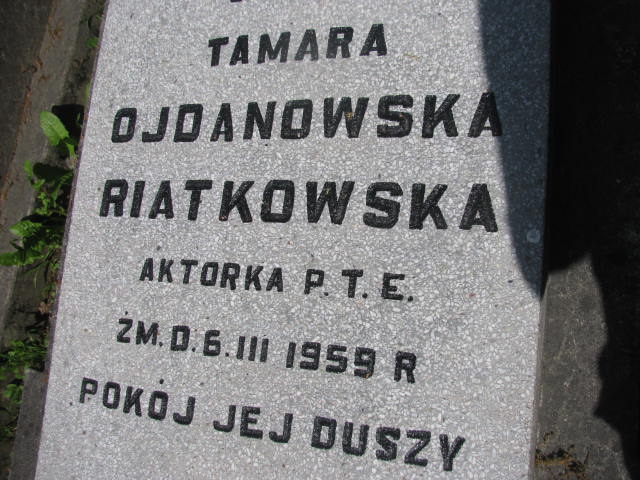 TAMARA
OJDANOWSKA
RIATKOWSKA
AKTORKA P.T.E.
ZM.D.6.III 1959 R
POKÓJ JEJ DUSZY